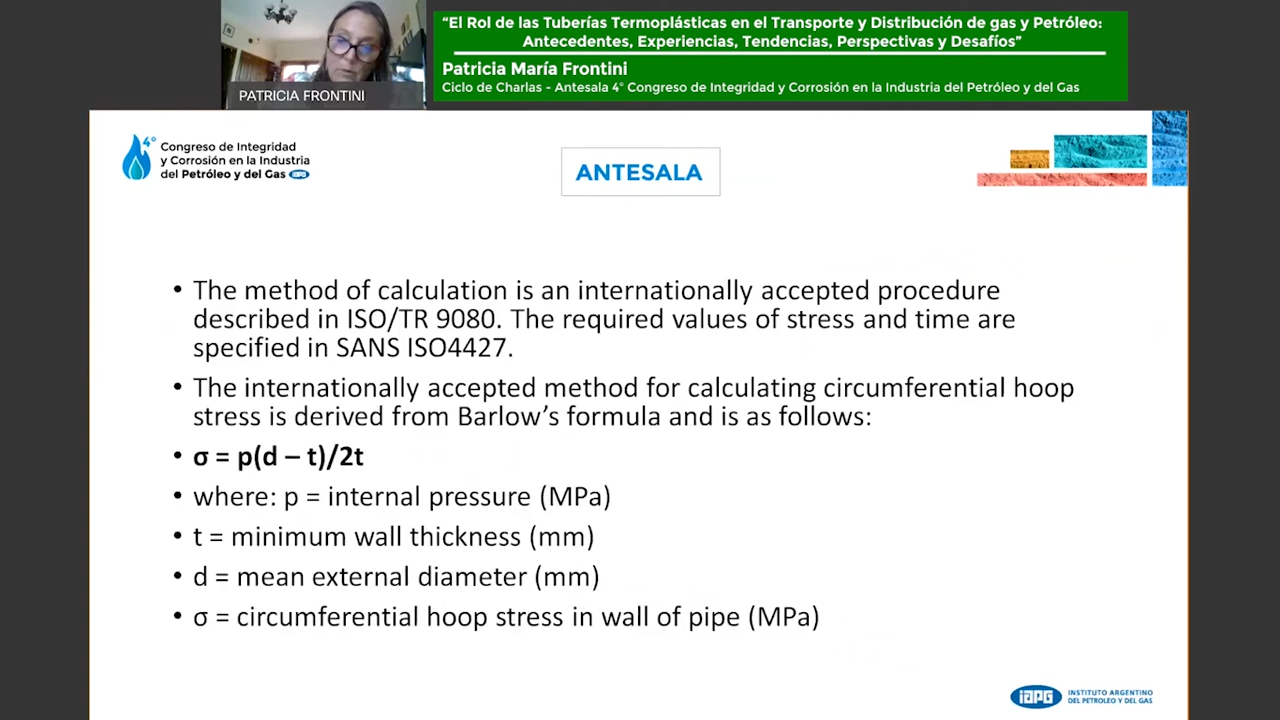 “El Rol de las Tuberías Termoplásticas en el Transporte y Distribución de gas y Petróleo:
Antecedentes, Experiencias, Tendencias, Perspectivas y Desafíos”
Patricia María Frontini
Ciclo de Charlas - Antesala 4° Congreso de Integridad y Corrosión en la Industria del Petróleo y del Gas
PATRICIA FRONTINI
4°
Congreso de Integridad
y Corrosión en la Industria
del Petróleo y del Gas iapg
ANTESALA
• The method of calculation is an internationally accepted procedure
described in ISO/TR 9080. The required values of stress and time are
specified in SANS ISO4427.
• The internationally accepted method for calculating circumferential hoop
stress is derived from Barlow’s formula and is as follows:
• σ = p(d – t)/2t
• where: p = internal pressure (MPa)
• t = minimum wall thickness (mm)
• d = mean external diameter (mm)
• σ = circumferential hoop stress in wall of pipe (MPa)
iapg INSTITUTO ARGENTINO
DEL PETROLEO Y DEL GAS